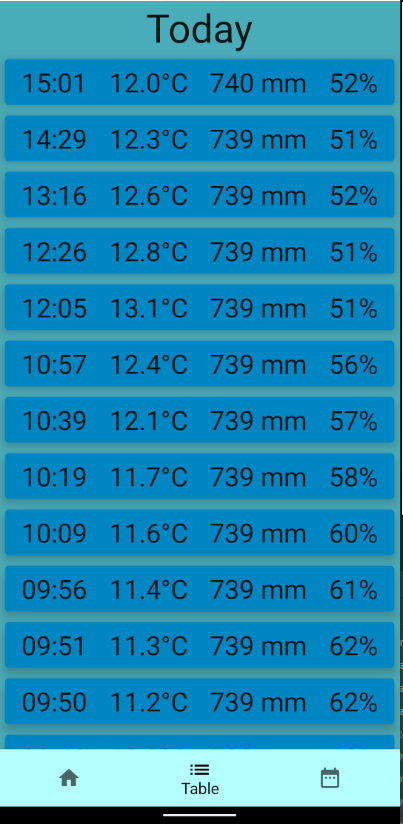 Today
15:01 12.0°C 740 mm 52%
14:29 12.3°C 739 mm 51%
13:16 12.6°C 739 mm 52%
12:26 12.8°C 739 mm 51%
12:05 13.1°C 739 mm 51%
10:57 12.4°C 739 mm 56%
10:39 12.1°C 739 mm 57%
10:19 11.7°C 739 mm 58%
10:09 11.6°C 739 mm 60%
09:56 11.4°C 739 mm 61%
09:51 11.3°C 739 mm 62%
09:50 11.2°C 739 mm 62%
Table